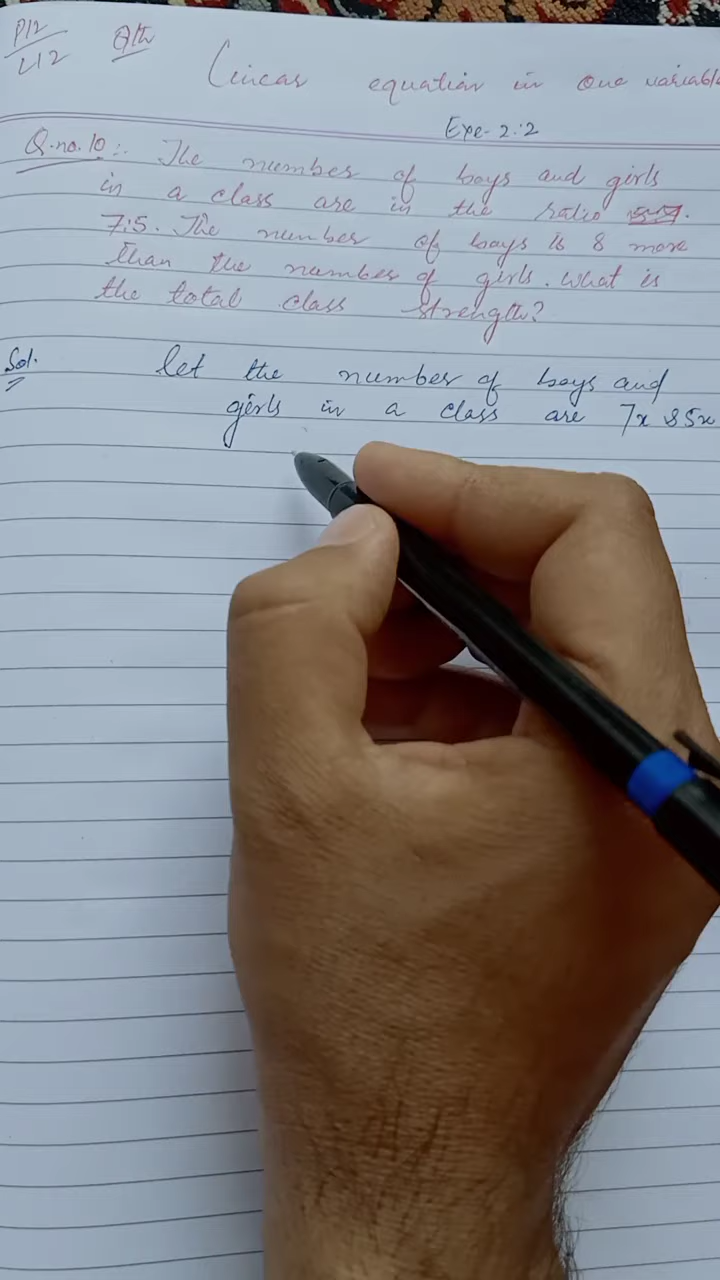 P12
L12
8th
Linear equation in one variable
Exe- 2.2
Q.no.10:- The number of boys and girls
in a class are in the ratio
7:5. The number of boys is 8 more
than the number of girls. What is
the total class strength?
Sol. let the number of boys and
girls in a class are 7x & 5x